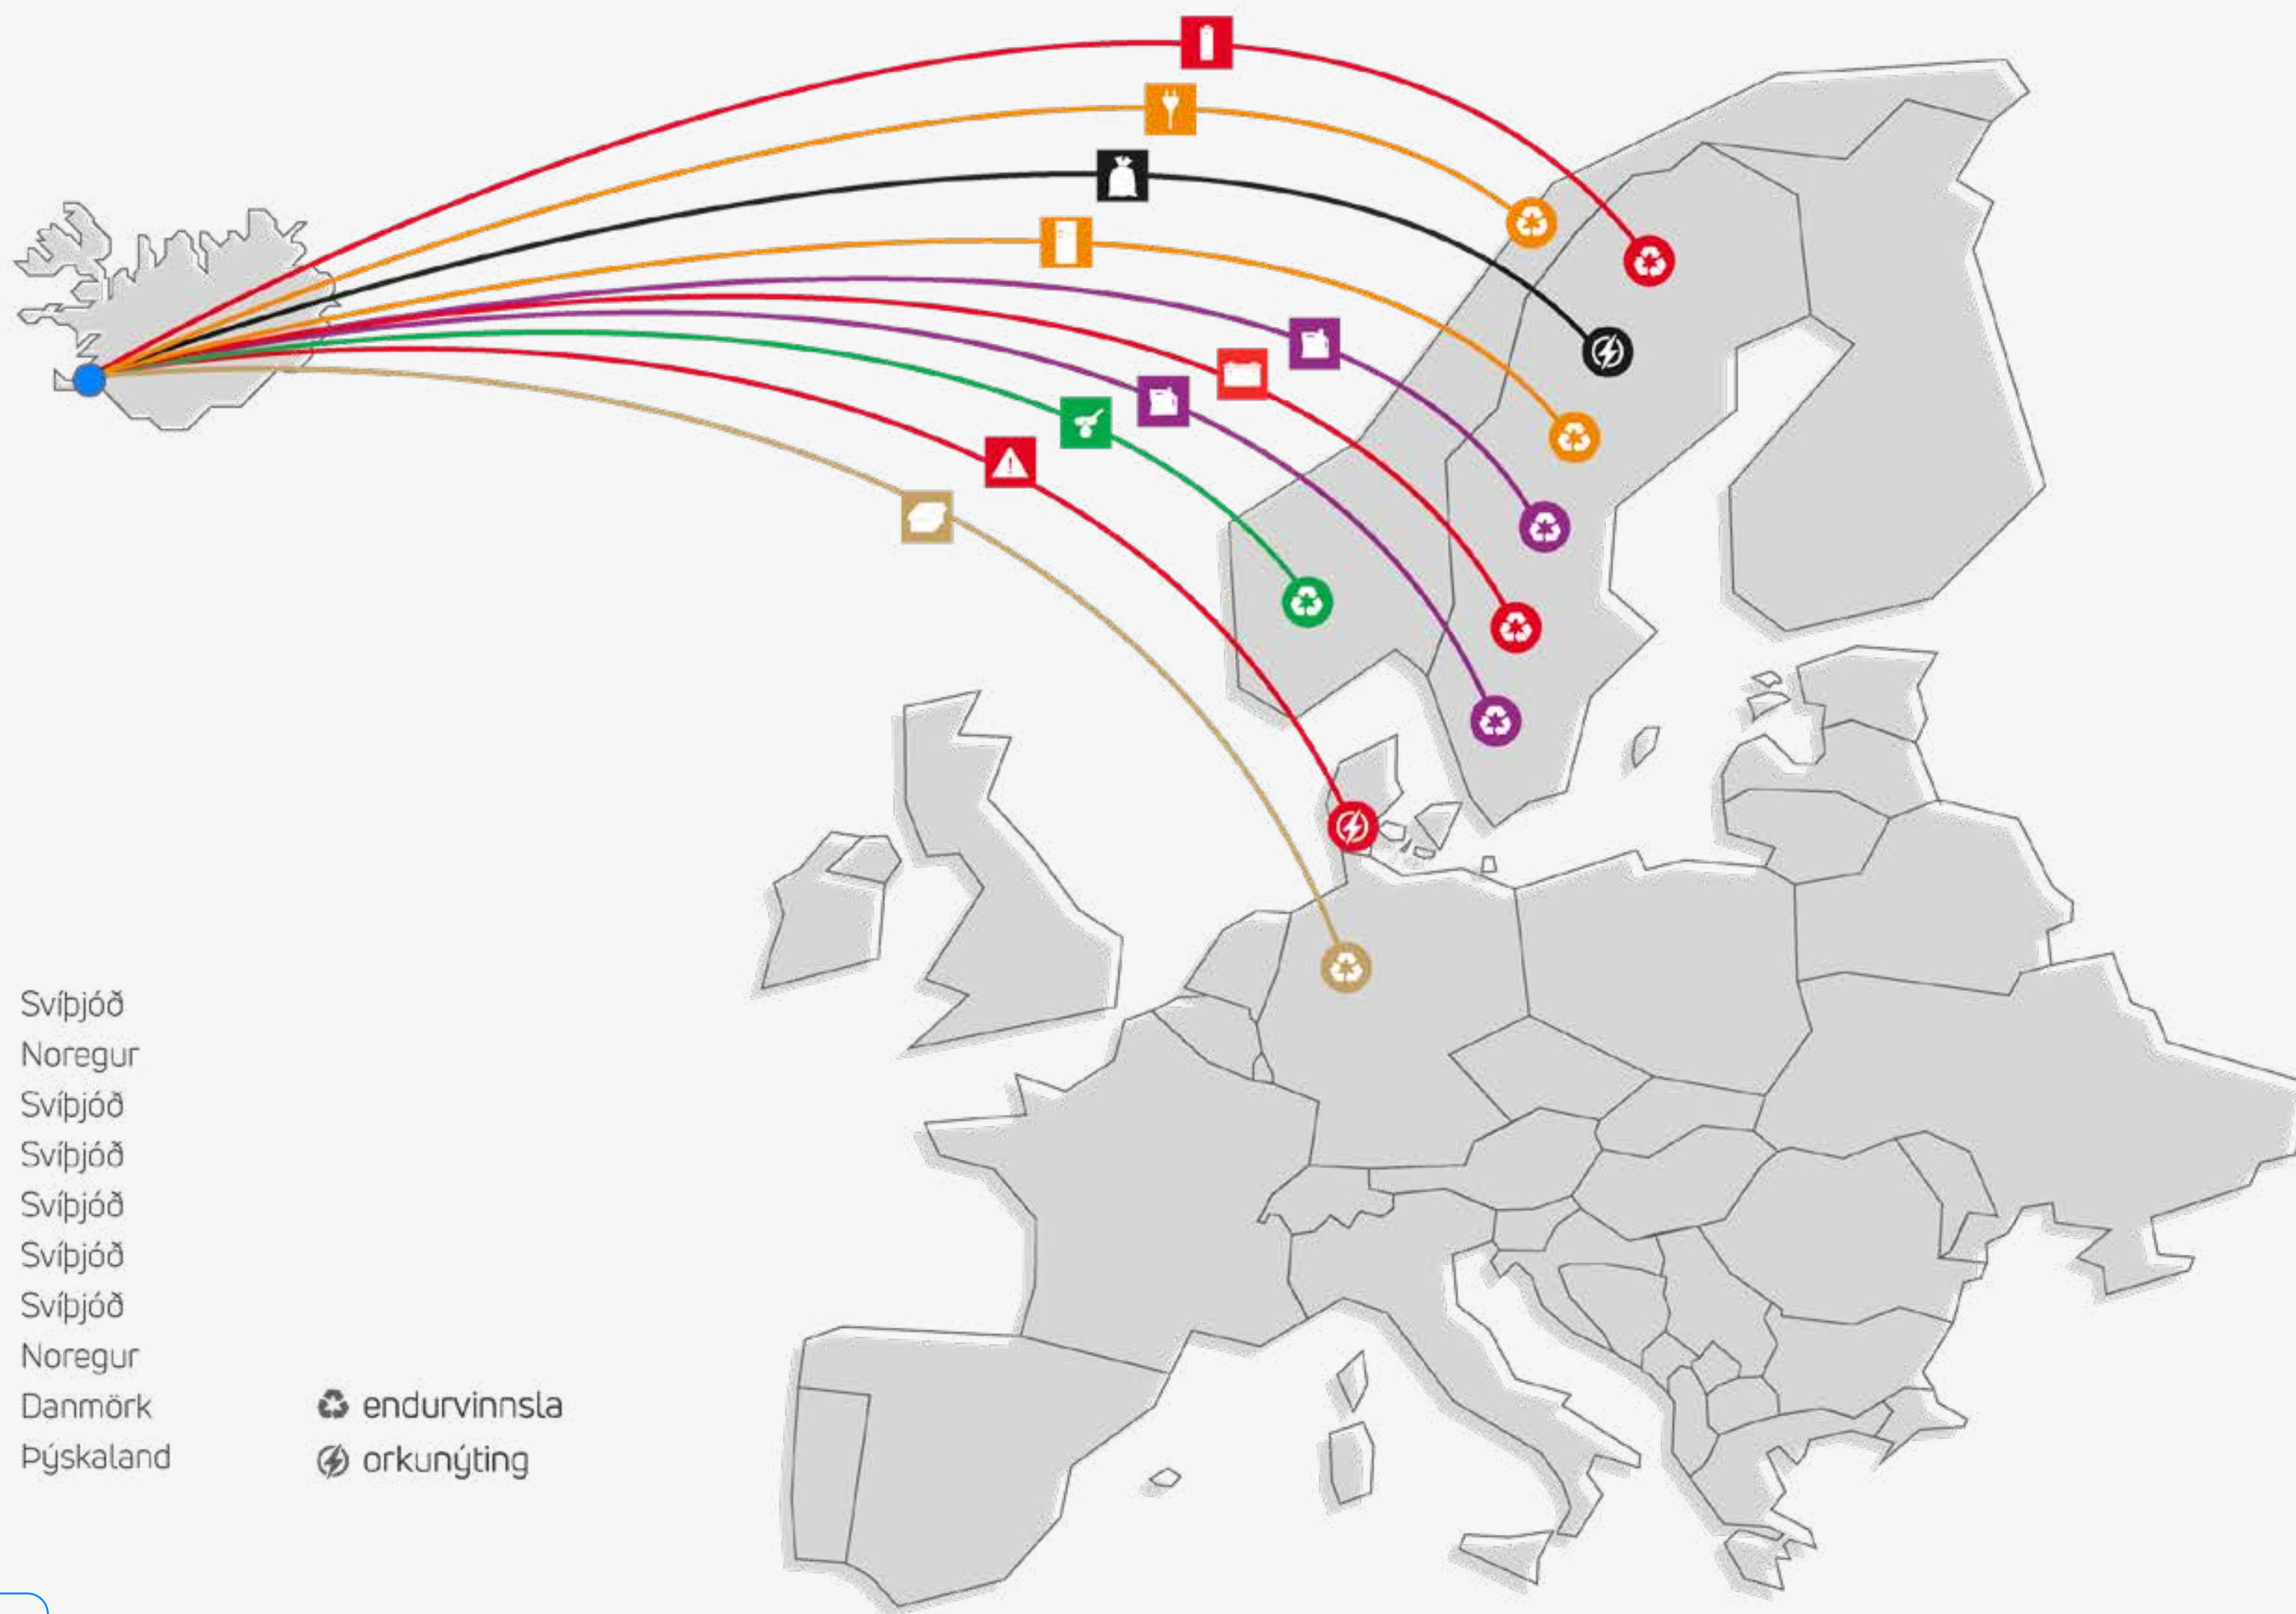 Svíþjóð
Noregur
Svíþjóð
Svíþjóð
Svíþjóð
Svíþjóð
Svíþjóð
Noregur
Danmörk
Þýskaland
endurvinnsla
orkunýting